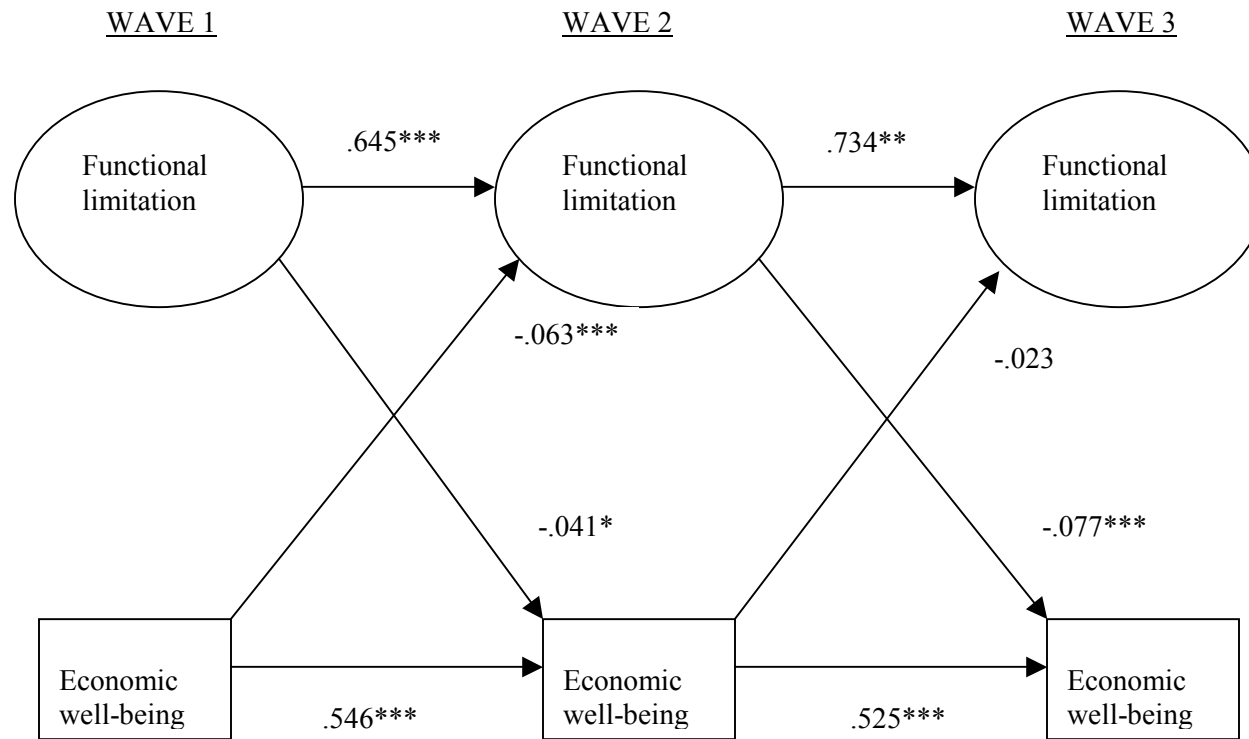 WAVE 1
WAVE 2
WAVE 3
.645***
.734**
Functional
limitation
Functional
limitation
Functional
limitation
-.063***
-.023
-.041*
-.077***
Economic
well-being
Economic
well-being
Economic
well-being
.546***
.525***